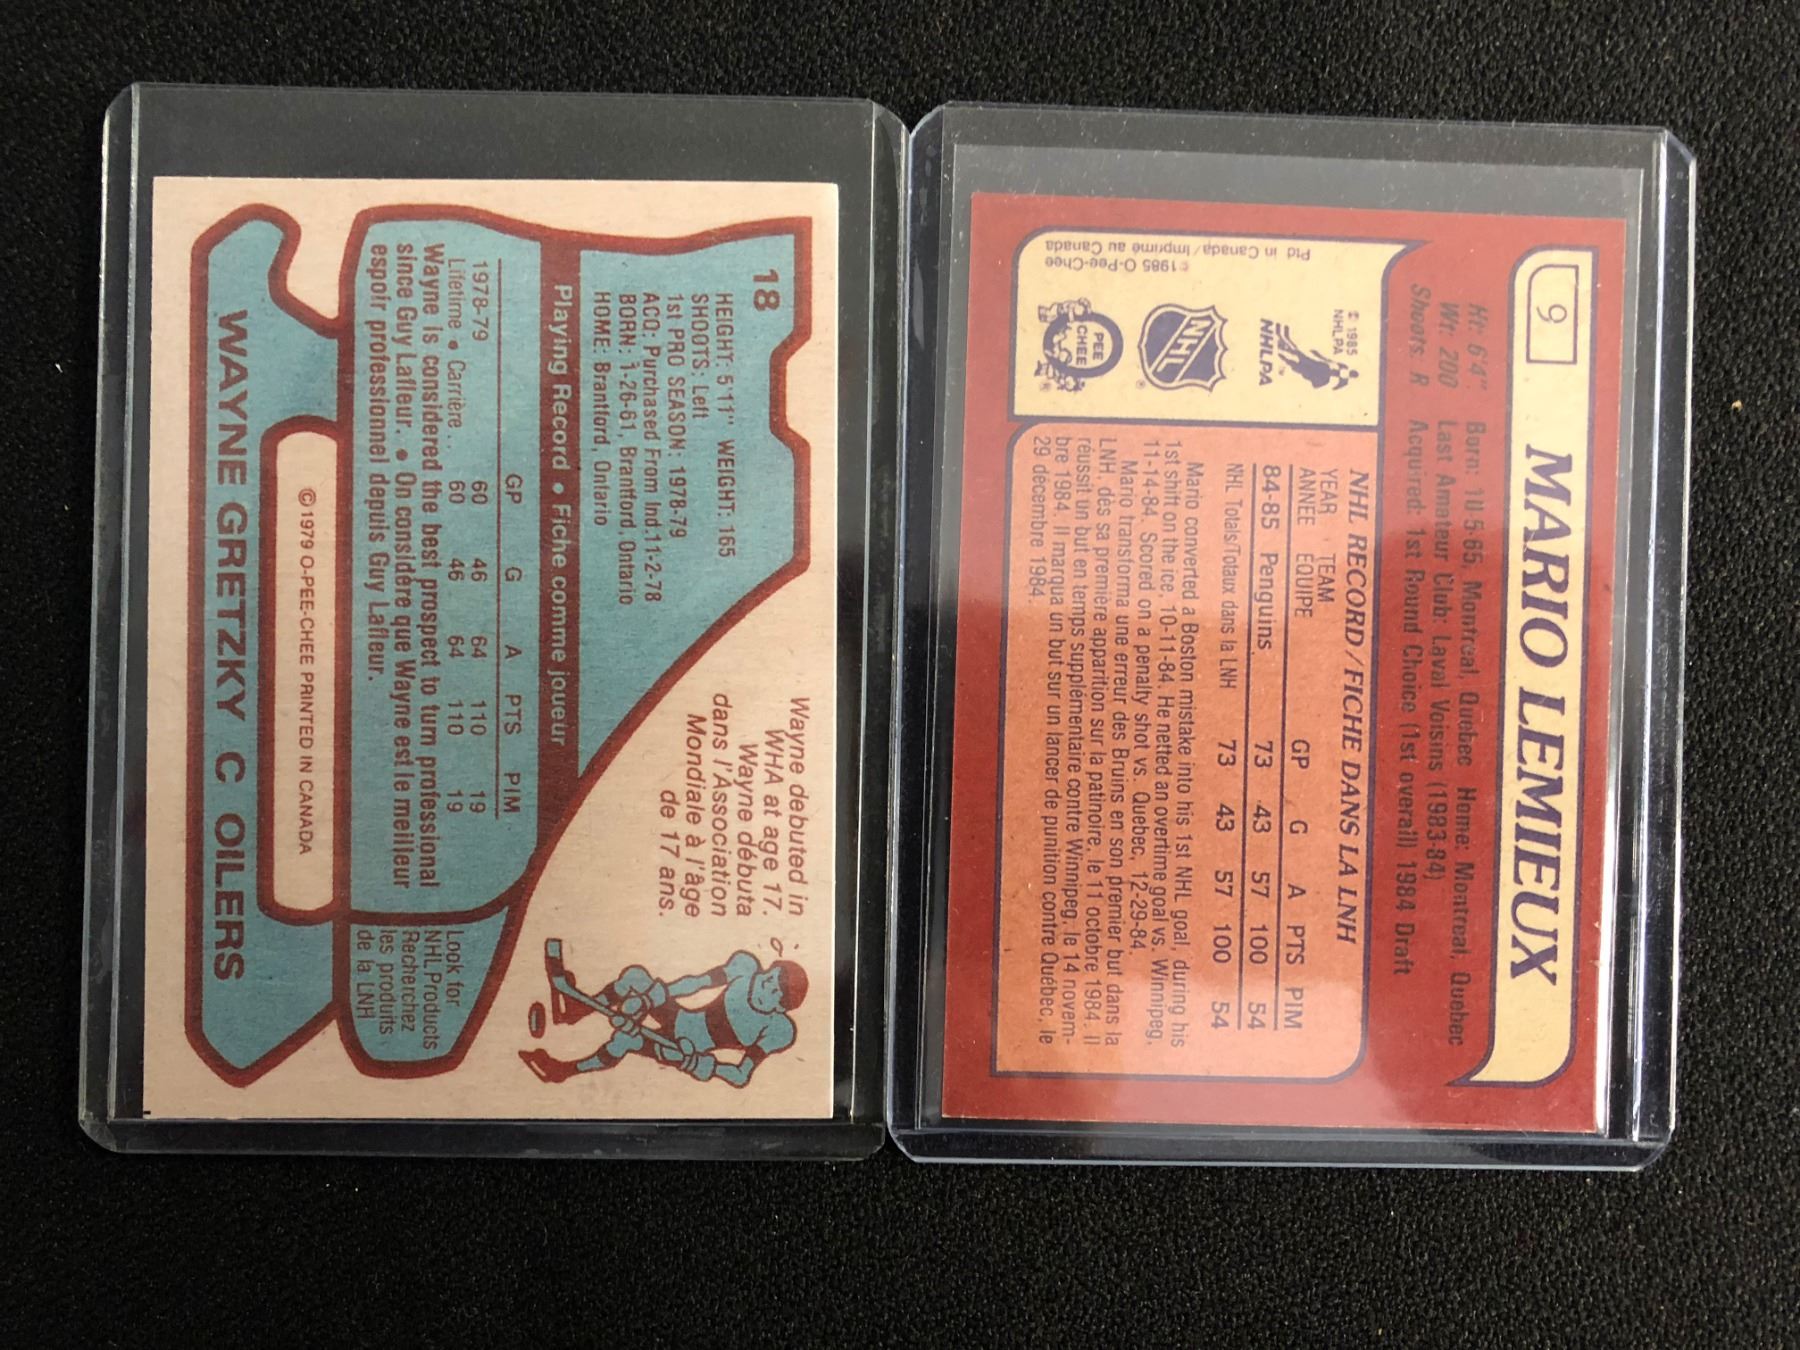 18
HEIGHT: 5'11" WEIGHT: 165
SHOOTS: Left
1st PRO SEASON: 1978-79
ACQ: Purchased From Ind. 11-2-78
BORN: 1-26-61, Brantford, Ontario
HOME: Brantford, Ontario
Wayne debuted in
WHA at age 17.
Wayne débuta
dans l'Association
Mondiale à l'âge
de 17 ans.
Playing Record • Fiche comme joueur
GP G A PTS PIM
1978-79 60 46 64 110 19
Lifetime • Carrière... 60 46 64 110 19
Wayne is considered the best prospect to turn professional
since Guy Lafleur. • On considère que Wayne est le meilleur
espoir professionnel depuis Guy Lafleur.
Look for
NHL Products
Recherchez
les produits
de la LNH
©1979 O-PEE-CHEE PRINTED IN CANADA
WAYNE GRETZKY C OILERS
9
MARIO LEMIEUX
Ht: 6'4" Born: 10-5-65, Montreal, Quebec Home: Montreal, Quebec
Wt: 200 Last Amateur Club: Laval Voisins (1983-84)
Shoots: R Acquired: 1st Round Choice (1st overall) 1984 Draft
© 1985
NHLPA
NHLPA
TM
NHL
®
O
PEE
CHEE
®
©1985 O-Pee-Chee
Ptd in Canada/Imprimé au Canada
NHL RECORD/FICHE DANS LA LNH
YEAR TEAM
ANNÉE ÉQUIPE GP G A PTS PIM
84-85 Penguins 73 43 57 100 54
NHL Totals/Totaux dans la LNH 73 43 57 100 54
Mario converted a Boston mistake into his 1st NHL goal, during his
1st shift on the ice, 10-11-84. He netted an overtime goal vs. Winnipeg,
11-14-84. Scored on a penalty shot vs. Quebec, 12-29-84.
Mario transforma une erreur des Bruins en son premier but dans la
LNH, dès sa première apparition sur la patinoire, le 11 octobre 1984. Il
réussit un but en temps supplémentaire contre Winnipeg, le 14 novem-
bre 1984. Il marqua un but sur un lancer de punition contre Québec, le
29 décembre 1984.